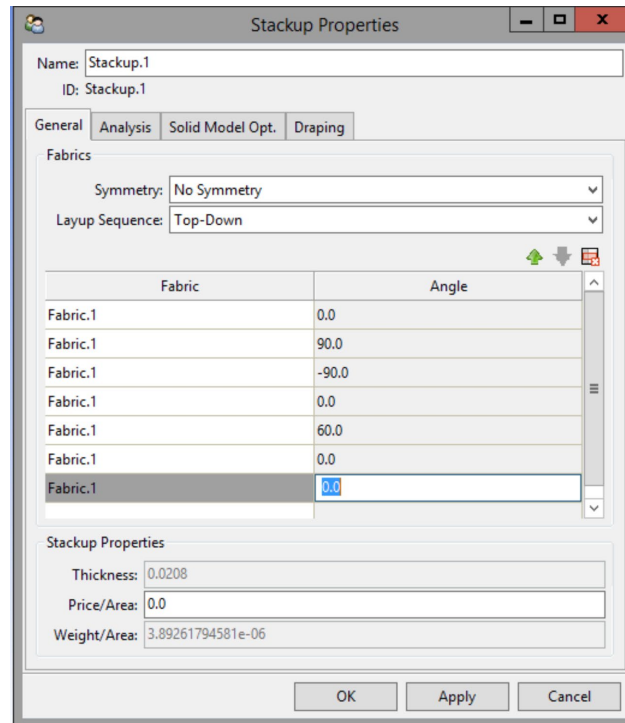 Stackup Properties
Name: Stackup.1
ID: Stackup.1
General Analysis Solid Model Opt. Draping
Fabrics
Symmetry: No Symmetry
Layup Sequence: Top-Down
Fabric Angle
Fabric.1 0.0
Fabric.1 90.0
Fabric.1 -90.0
Fabric.1 0.0
Fabric.1 60.0
Fabric.1 0.0
Fabric.1 0.0
Stackup Properties
Thickness: 0.0208
Price/Area: 0.0
Weight/Area: 3.89261794581e-06
OK Apply Cancel